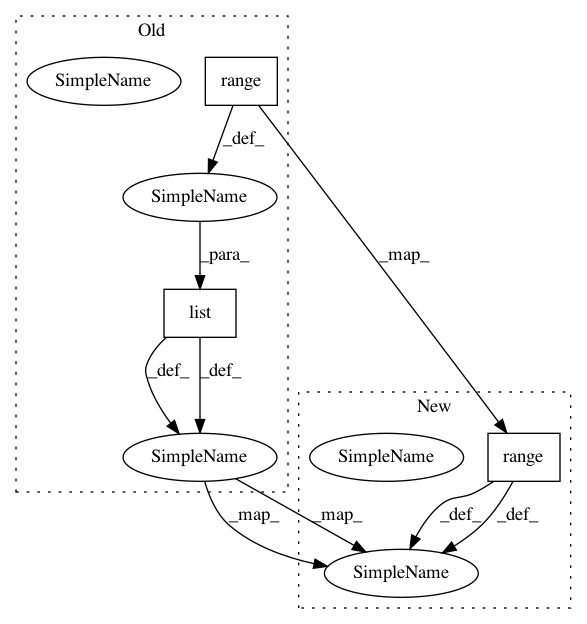 Old
SimpleName
range
_def_
SimpleName
_para_
_map_
list
_def_
_def_
New
SimpleName
SimpleName
range
_map_
_map_
_def_
_def_
SimpleName